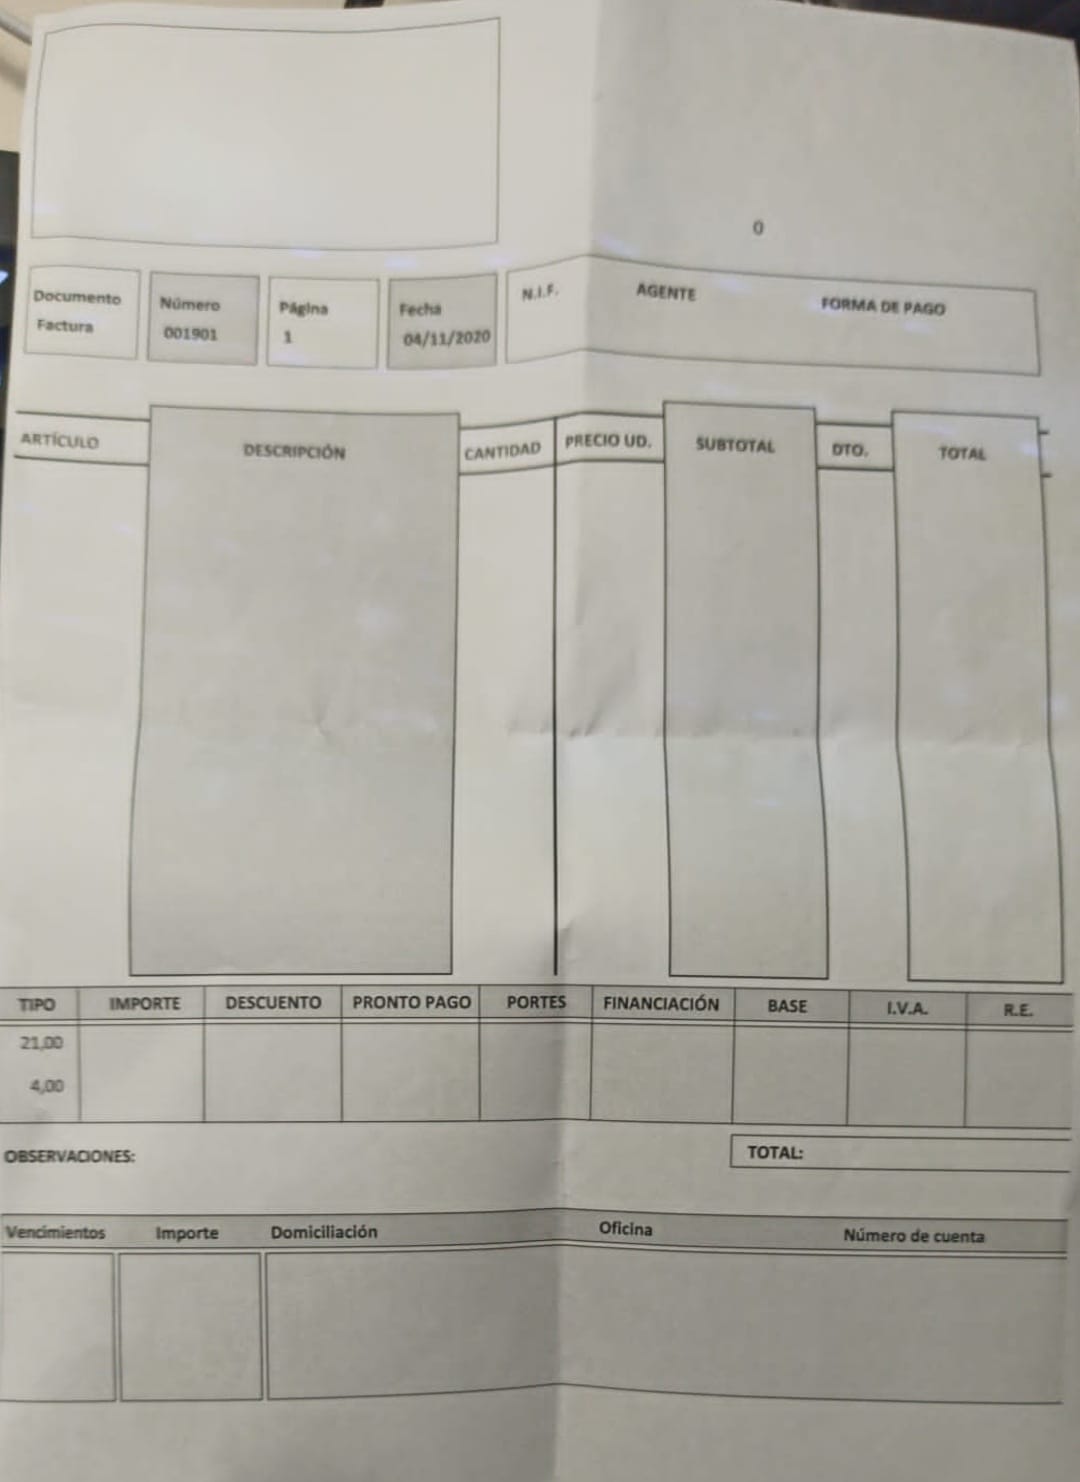 0
Documento
Factura
Número
001901
Página
1
Fecha
04/11/2020
N.I.F. AGENTE FORMA DE PAGO
ARTÍCULO DESCRIPCIÓN CANTIDAD PRECIO UD. SUBTOTAL DTO. TOTAL
TIPO IMPORTE DESCUENTO PRONTO PAGO PORTES FINANCIACIÓN BASE I.V.A. R.E.
21,00
4,00
OBSERVACIONES: TOTAL:
Vencimientos Importe Domiciliación Oficina Número de cuenta